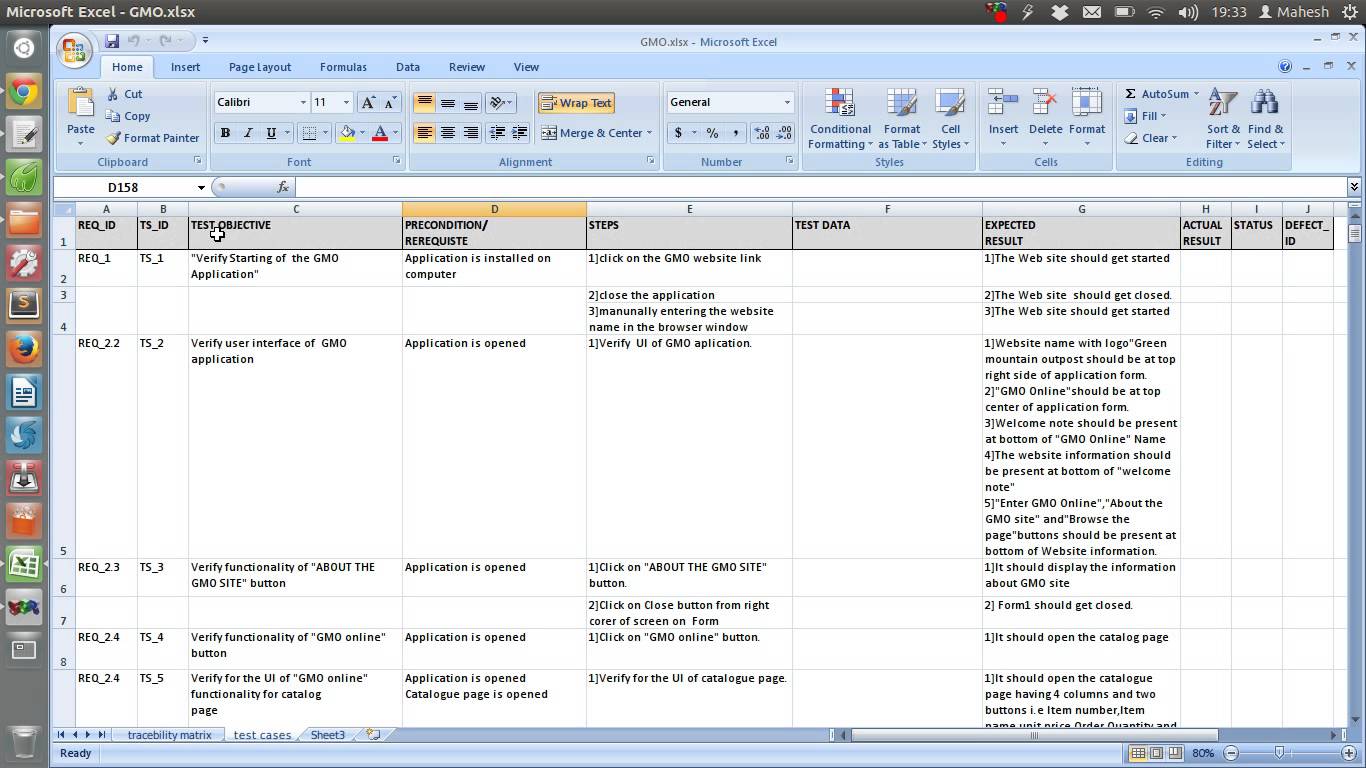 Microsoft Excel - GMO.xlsx
19:33 Mahesh
GMO.xlsx - Microsoft Excel
Home Insert Page Layout Formulas Data Review View
Paste
Cut
Copy
Format Painter
Clipboard
Calibri 11
B I U
Font
Wrap Text
Merge & Center
Alignment
General
$ % ,
Number
Conditional Formatting
Format as Table
Cell Styles
Styles
Insert Delete Format
Cells
AutoSum
Fill
Clear
Sort & Filter
Find & Select
Editing
D158 fx
A B C D E F G H I J
1 REQ_ID TS_ID TEST OBJECTIVE PRECONDITION/ STEPS TEST DATA EXPECTED ACTUAL STATUS DEFECT_
REREQUISTE RESULT RESULT ID
2 REQ_1 TS_1 "Verify Starting of the GMO Application is installed on 1]click on the GMO website link 1]The Web site should get started
Application" computer
3 2]close the application 2]The Web site should get closed.
4 3]manunally entering the website 3]The Web site should get started
name in the browser window
5 REQ_2.2 TS_2 Verify user interface of GMO Application is opened 1]Verify UI of GMO aplication. 1]Website name with logo"Green
application mountain outpost should be at top
right side of application form.
2]"GMO Online"should be at top
center of application form.
3]Welcome note should be present
at bottom of "GMO Online" Name
4]The website information should
be present at bottom of "welcome
note"
5]"Enter GMO Online","About the
GMO site" and"Browse the
page"buttons should be present at
bottom of Website information.
6 REQ_2.3 TS_3 Verify functionality of "ABOUT THE Application is opened 1]Click on "ABOUT THE GMO SITE" 1]It should display the information
GMO SITE" button button. about GMO site
7 2]Click on Close button from right 2] Form1 should get closed.
corer of screen on Form
8 REQ_2.4 TS_4 Verify functionality of "GMO online" Application is opened 1]Click on "GMO online" button. 1]It should open the catalog page
button
REQ_2.4 TS_5 Verify for the UI of "GMO online" Application is opened 1]Verify for the UI of catalogue page. 1]It should open the catalogue
functionality for catalog Catalogue page is opened page having 4 columns and two
page buttons i.e Item number,Item
name,unit price,Order Quantity and
tracebility matrix test cases Sheet3
Ready 80%